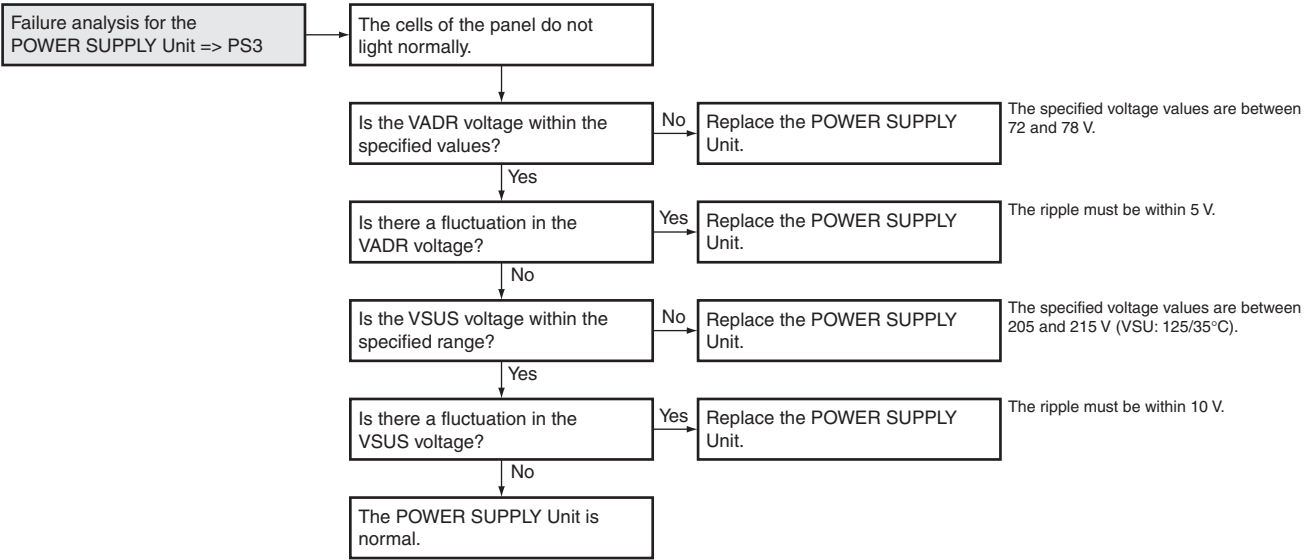 Failure analysis for the
POWER SUPPLY Unit => PS3
The cells of the panel do not
light normally.
Is the VADR voltage within the
specified values?
No
Replace the POWER SUPPLY
Unit.
The specified voltage values are between
72 and 78 V.
Yes
Is there a fluctuation in the
VADR voltage?
Yes
Replace the POWER SUPPLY
Unit.
The ripple must be within 5 V.
No
Is the VSUS voltage within the
specified range?
No
Replace the POWER SUPPLY
Unit.
The specified voltage values are between
205 and 215 V (VSU: 125/35°C).
Yes
Is there a fluctuation in the
VSUS voltage?
Yes
Replace the POWER SUPPLY
Unit.
The ripple must be within 10 V.
No
The POWER SUPPLY Unit is
normal.